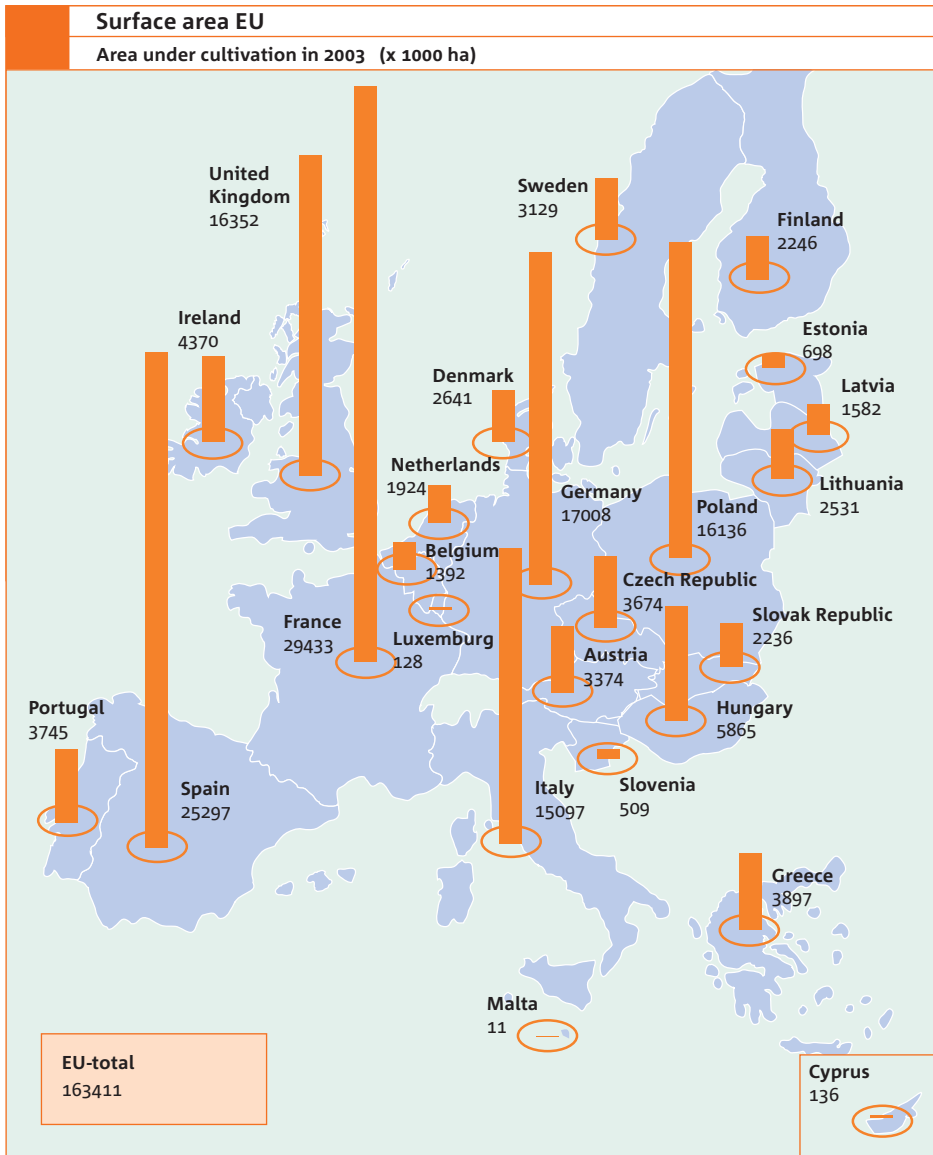 Surface area EU
Area under cultivation in 2003 (x 1000 ha)
United
Kingdom
16352
Sweden
3129
Finland
2246
Ireland
4370
Estonia
698
Denmark
2641
Latvia
1582
Netherlands
1924
Germany
17008
Poland
16136
Lithuania
2531
Belgium
1392
Czech Republic
3674
France
29433
Luxemburg
128
Slovak Republic
2236
Austria
3374
Portugal
3745
Hungary
5865
Spain
25297
Italy
15097
Slovenia
509
Greece
3897
Malta
11
EU-total
163411
Cyprus
136